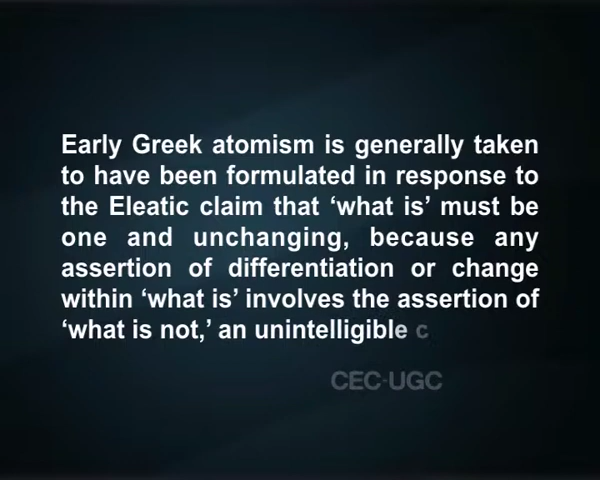 Early Greek atomism is generally taken
to have been formulated in response to
the Eleatic claim that ‘what is’ must be
one and unchanging, because any
assertion of differentiation or change
within ‘what is’ involves the assertion of
‘what is not,’ an unintelligible c
CEC-UGC